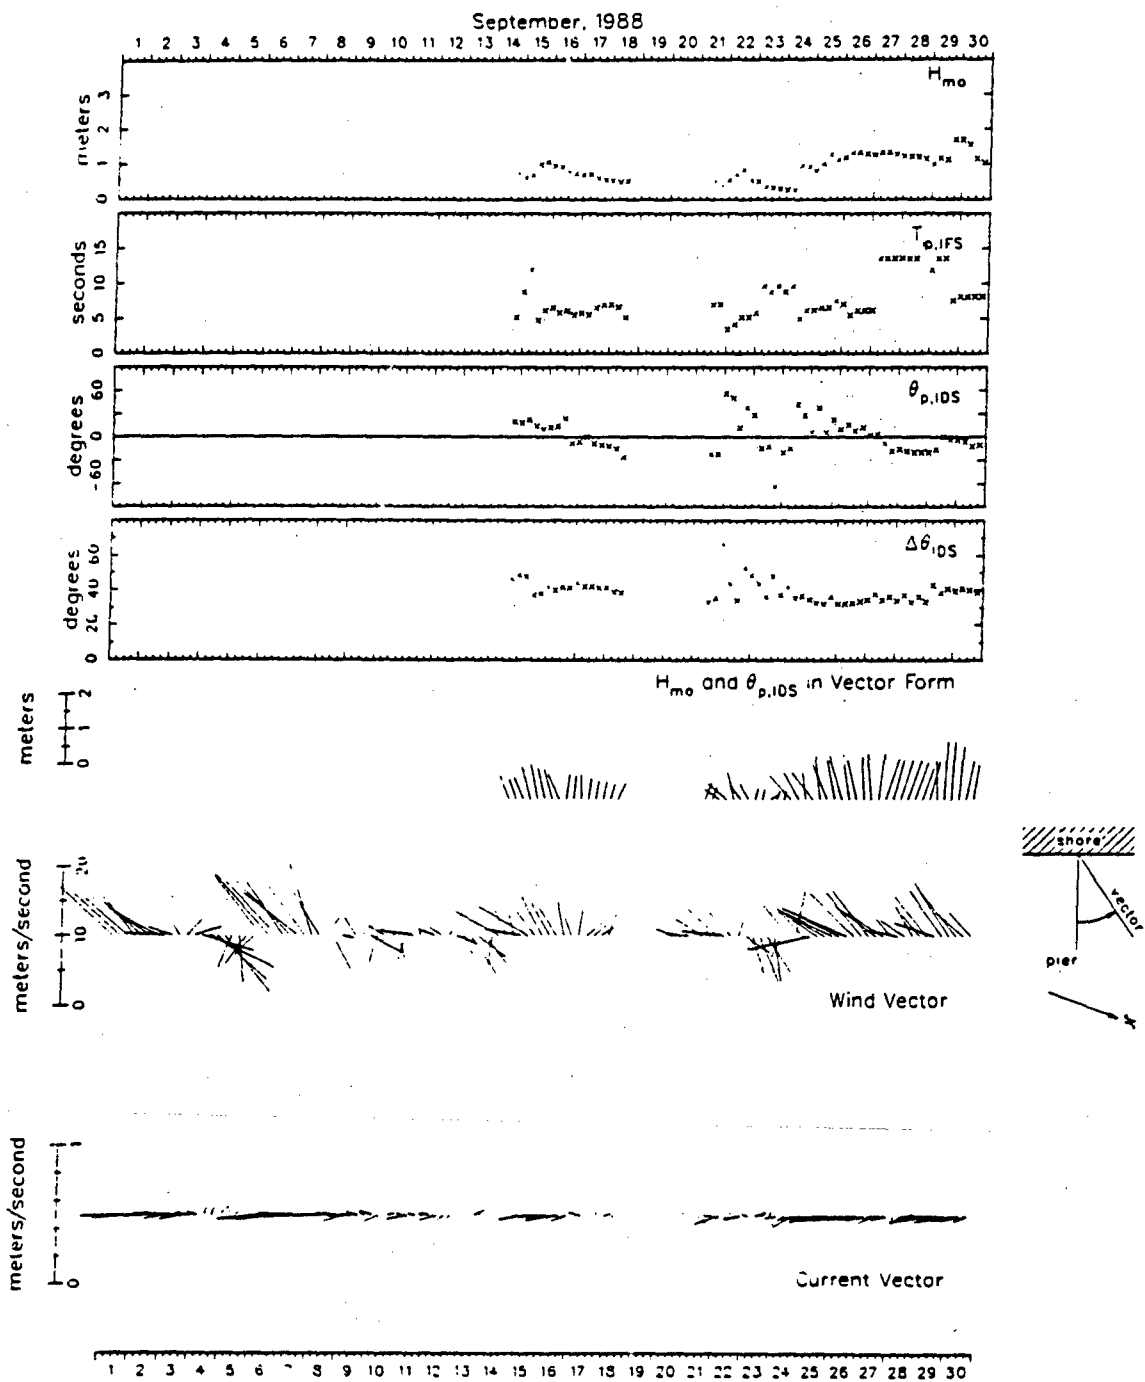 September, 1988
1 2 3 4 5 6 7 8 9 10 11 12 13 14 15 16 17 18 19 20 21 22 23 24 25 26 27 28 29 30
H mo
meters
0 1 2 3
T p,IFS
seconds
0 5 10 15
θ p,IDS
degrees
-60 0 60
Δθ IDS
degrees
0 20 40 60
H mo and θ p,IDS in Vector Form
meters
0 1 2
shore
vector
pier
N
meters/second
0 10 20
Wind Vector
meters/second
0 1
Current Vector
1 2 3 4 5 6 7 8 9 10 11 12 13 14 15 16 17 18 19 20 21 22 23 24 25 26 27 28 29 30